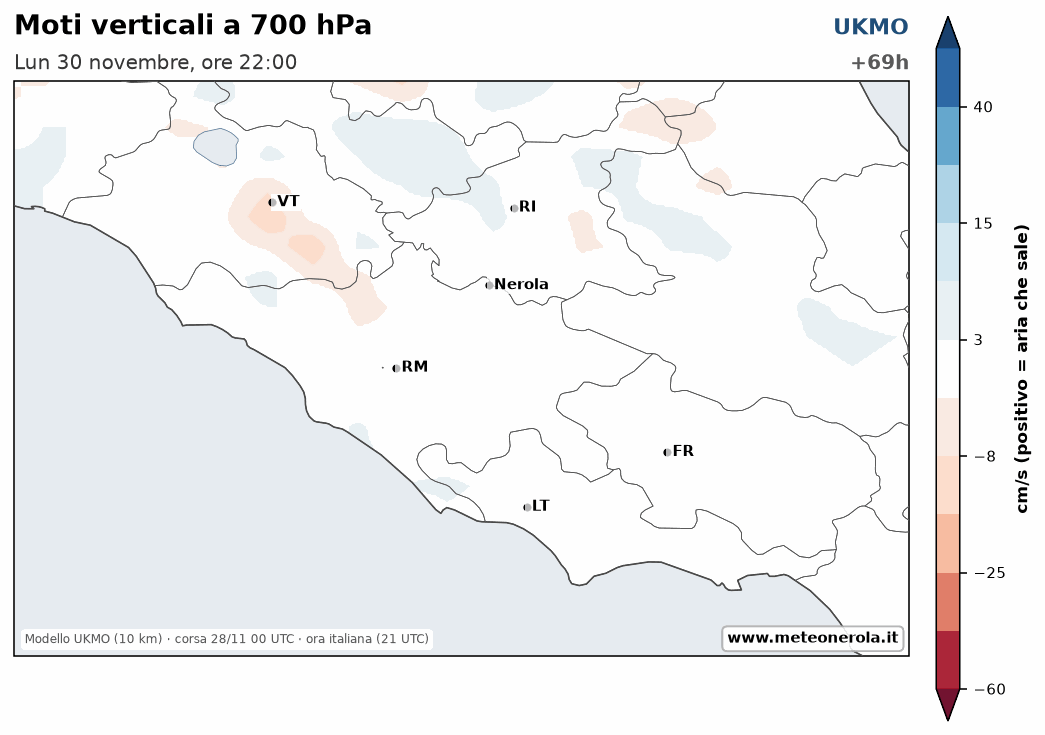 Moti verticali a 700 hPa
UKMO
Lun 30 novembre, ore 22:00
+69h
VT
RI
Nerola
RM
FR
LT
40
15
3
−8
−25
−60
cm/s (positivo = aria che sale)
Modello UKMO (10 km) · corsa 28/11 00 UTC · ora italiana (21 UTC)
www.meteonerola.it